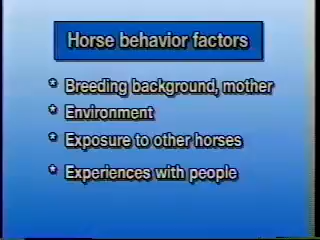 Horse behavior factors
* Breeding background, mother
* Environment
* Exposure to other horses
* Experiences with people